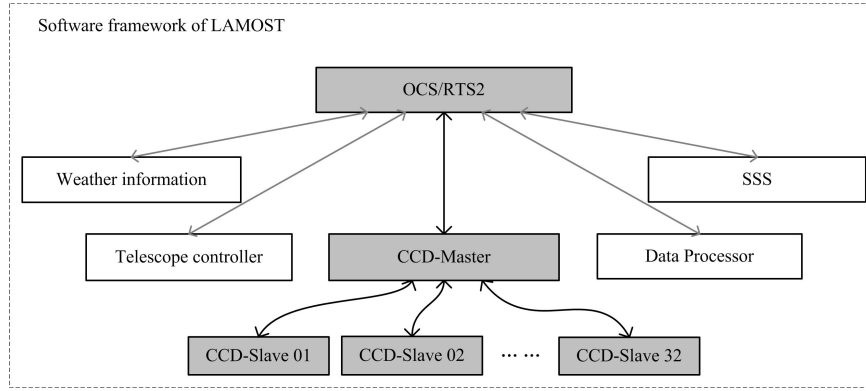 Software framework of LAMOST
OCS/RTS2
Weather information
SSS
Telescope controller
CCD-Master
Data Processor
CCD-Slave 01
CCD-Slave 02
... ...
CCD-Slave 32